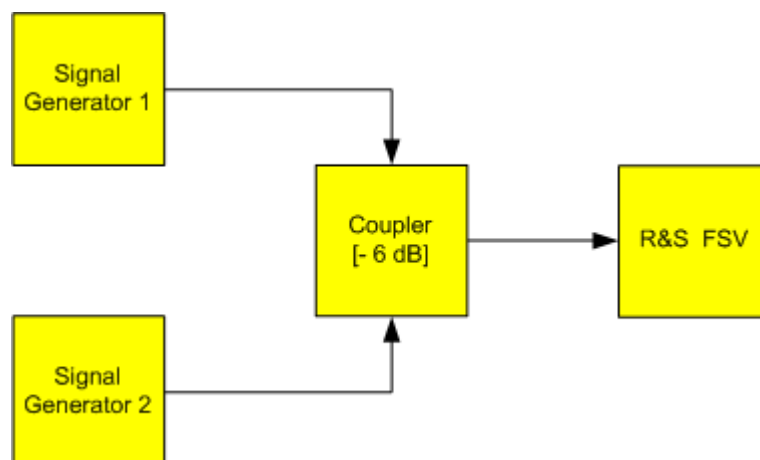 Signal
Generator 1
Coupler
[- 6 dB]
R&S FSV
Signal
Generator 2